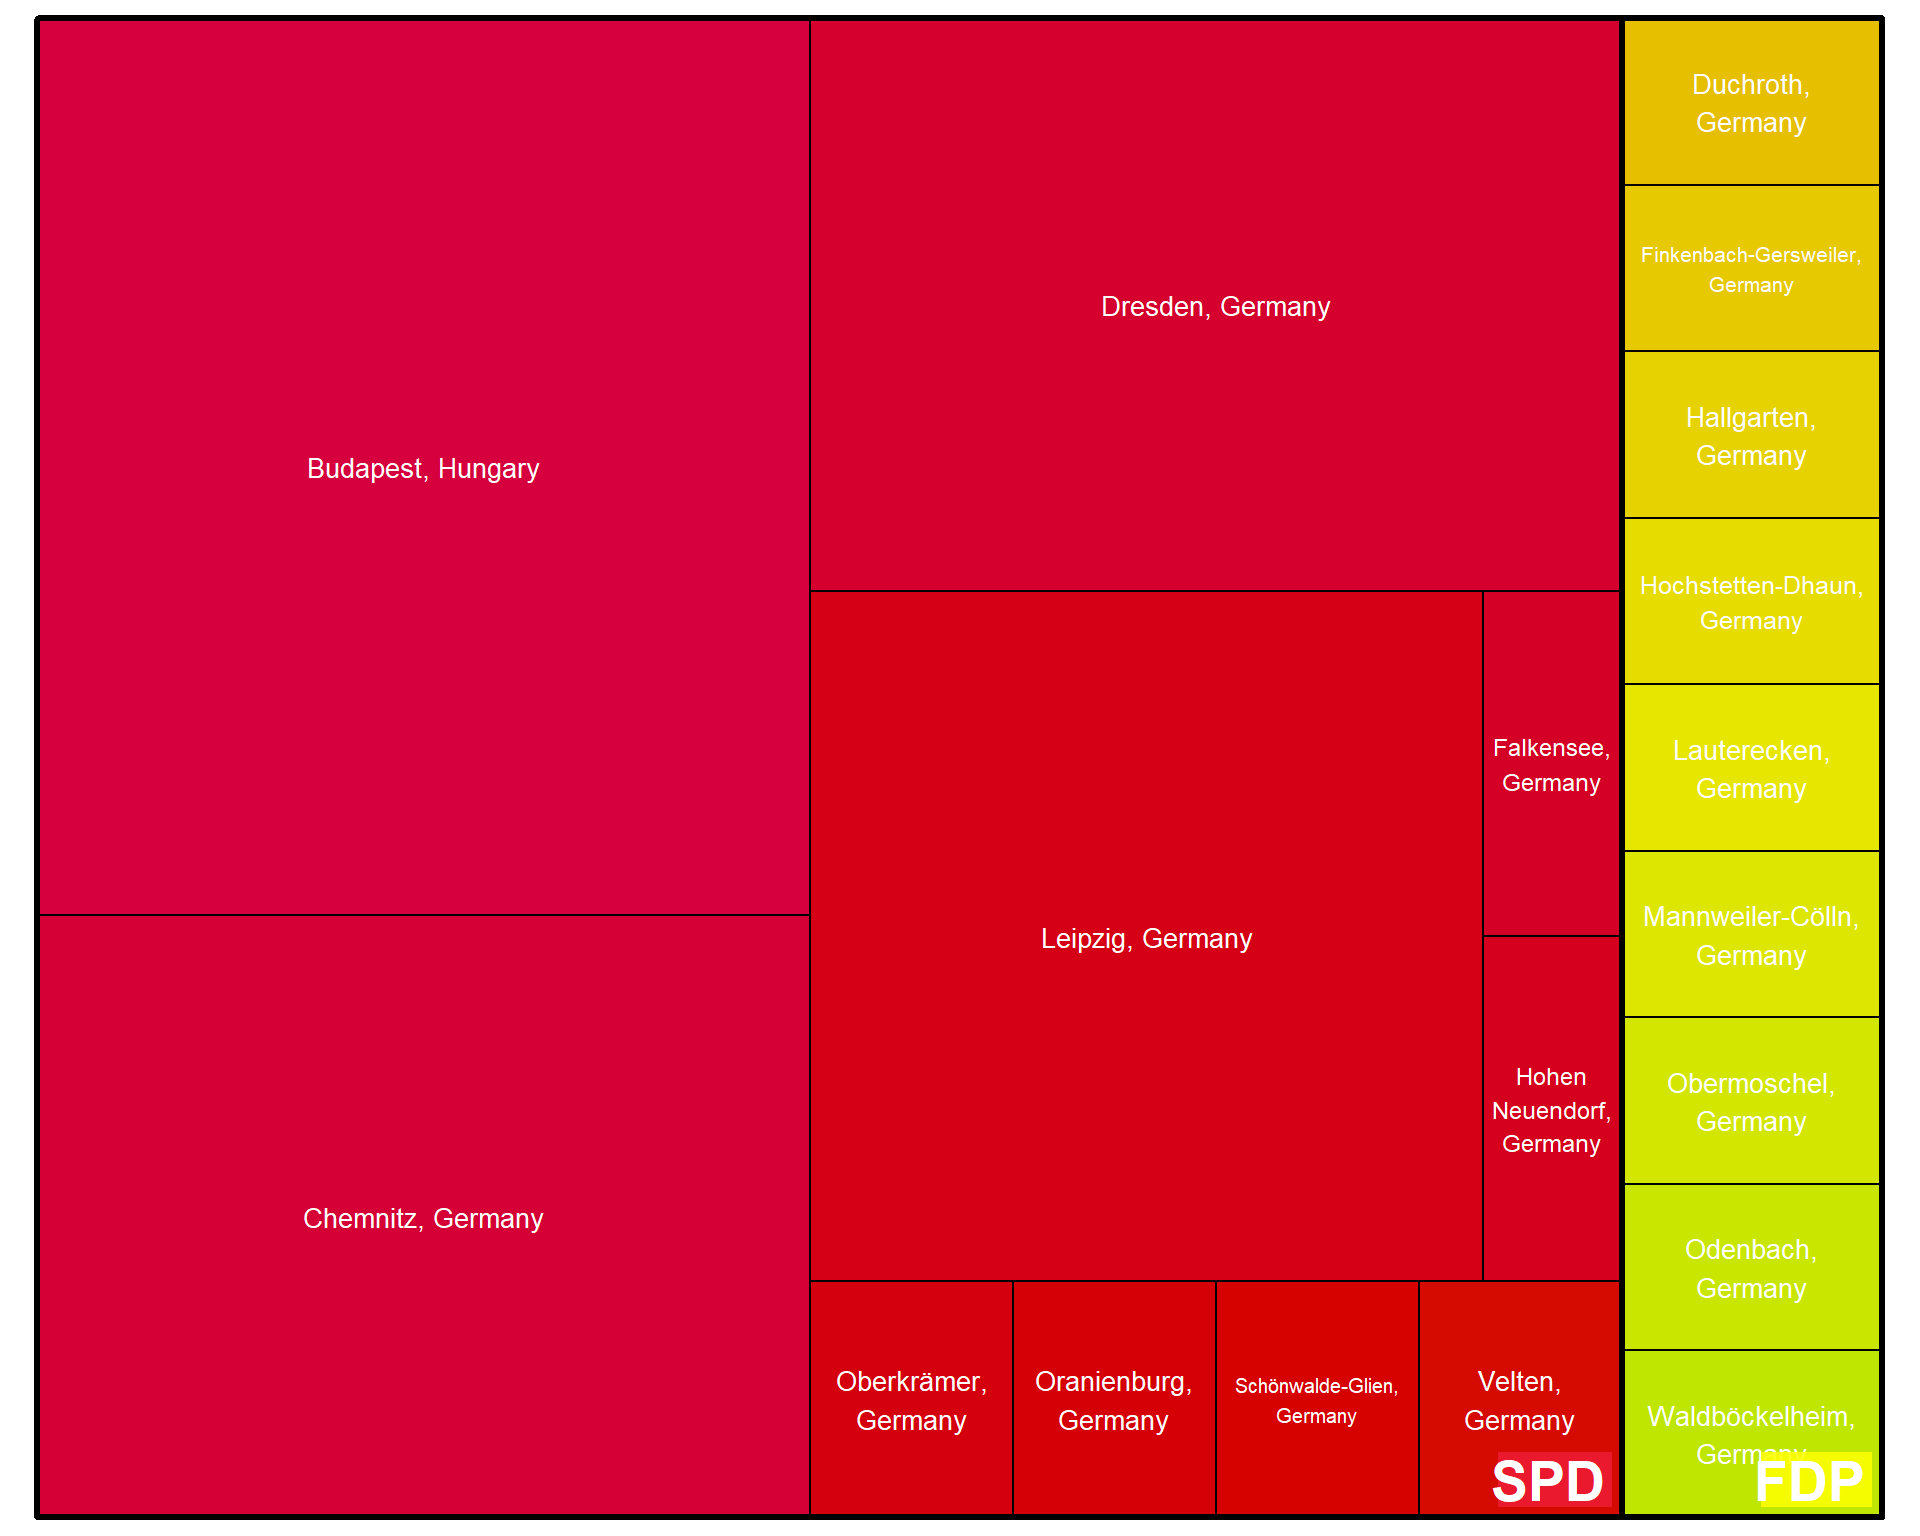 Budapest, Hungary
Chemnitz, Germany
Dresden, Germany
Leipzig, Germany
Falkensee,
Germany
Hohen
Neuendorf,
Germany
Oberkrämer,
Germany
Oranienburg,
Germany
Schönwalde-Glien,
Germany
Velten,
Germany
SPD
Duchroth,
Germany
Finkenbach-Gersweiler,
Germany
Hallgarten,
Germany
Hochstetten-Dhaun,
Germany
Lauterecken,
Germany
Mannweiler-Cölln,
Germany
Obermoschel,
Germany
Odenbach,
Germany
Waldböckelheim,
Germany
FDP